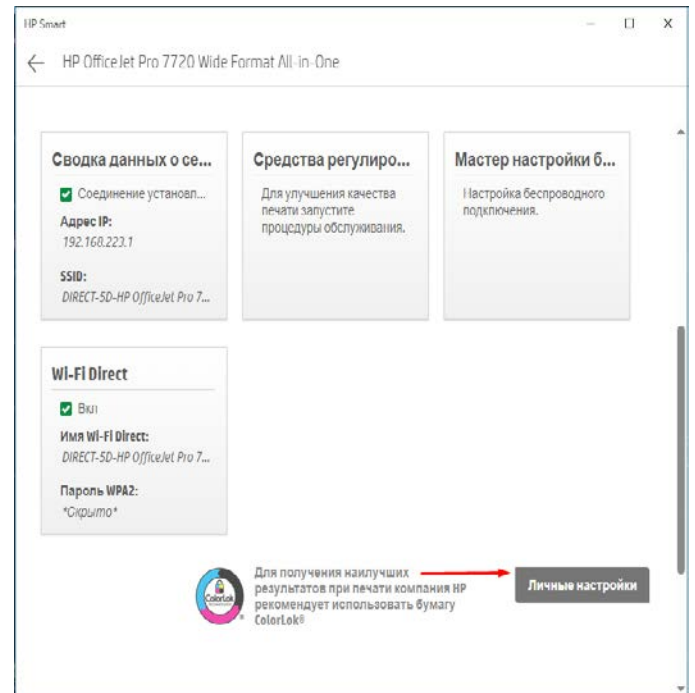 HP Smart
HP OfficeJet Pro 7720 Wide Format All-in-One
Сводка данных о се...
Соединение установл...
Адрес IP:
192.168.223.1
SSID:
DIRECT-5D-HP OfficeJet Pro 7...
Средства регулиро...
Для улучшения качества
печати запустите
процедуры обслуживания.
Мастер настройки б...
Настройка беспроводного
подключения.
Wi-Fi Direct
Вкл
Имя Wi-Fi Direct:
DIRECT-5D-HP OfficeJet Pro 7...
Пароль WPA2:
*Скрыто*
ColorLok
Для получения наилучших
результатов при печати компания HP
рекомендует использовать бумагу
ColorLok®
Личные настройки